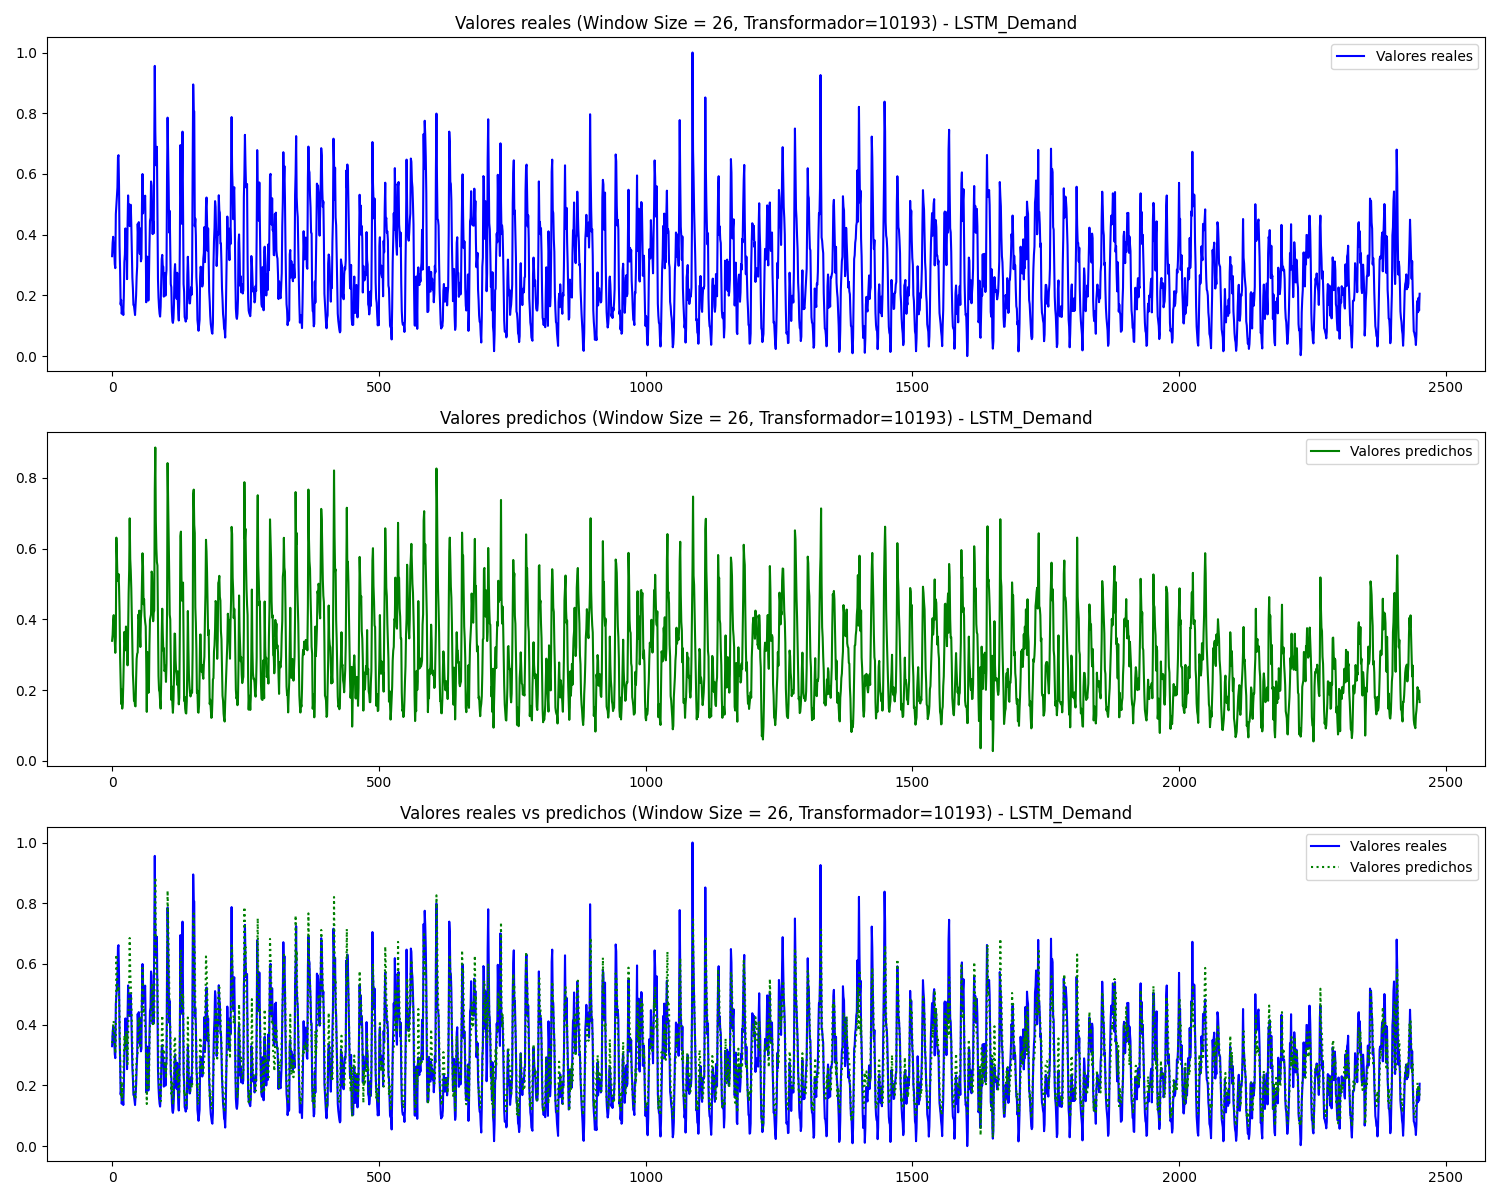 Valores reales (Window Size = 26, Transformador=10193) - LSTM_Demand
Valores reales
1.0
0.8
0.6
0.4
0.2
0.0
0 500 1000 1500 2000 2500
Valores predichos (Window Size = 26, Transformador=10193) - LSTM_Demand
Valores predichos
0.8
0.6
0.4
0.2
0.0
0 500 1000 1500 2000 2500
Valores reales vs predichos (Window Size = 26, Transformador=10193) - LSTM_Demand
Valores reales
Valores predichos
1.0
0.8
0.6
0.4
0.2
0.0
0 500 1000 1500 2000 2500